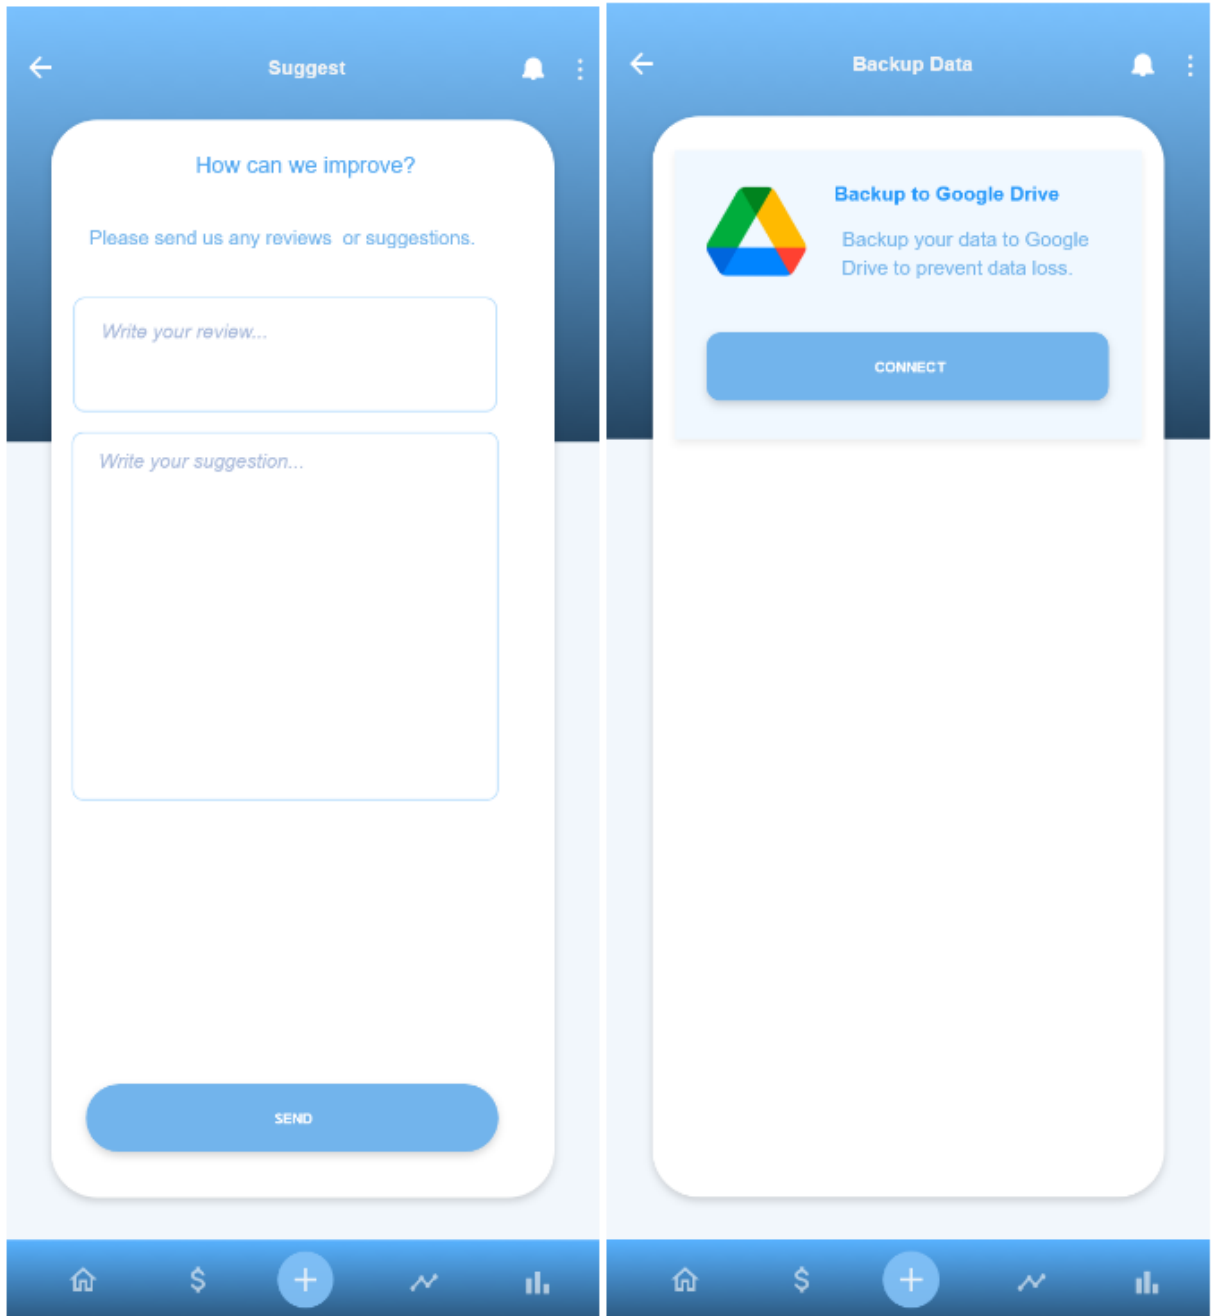 Suggest
How can we improve?
Please send us any reviews  or suggestions.
Write your review...
Write your suggestion...
SEND
$
Backup Data
Backup to Google Drive
Backup your data to Google
Drive to prevent data loss.
CONNECT
$